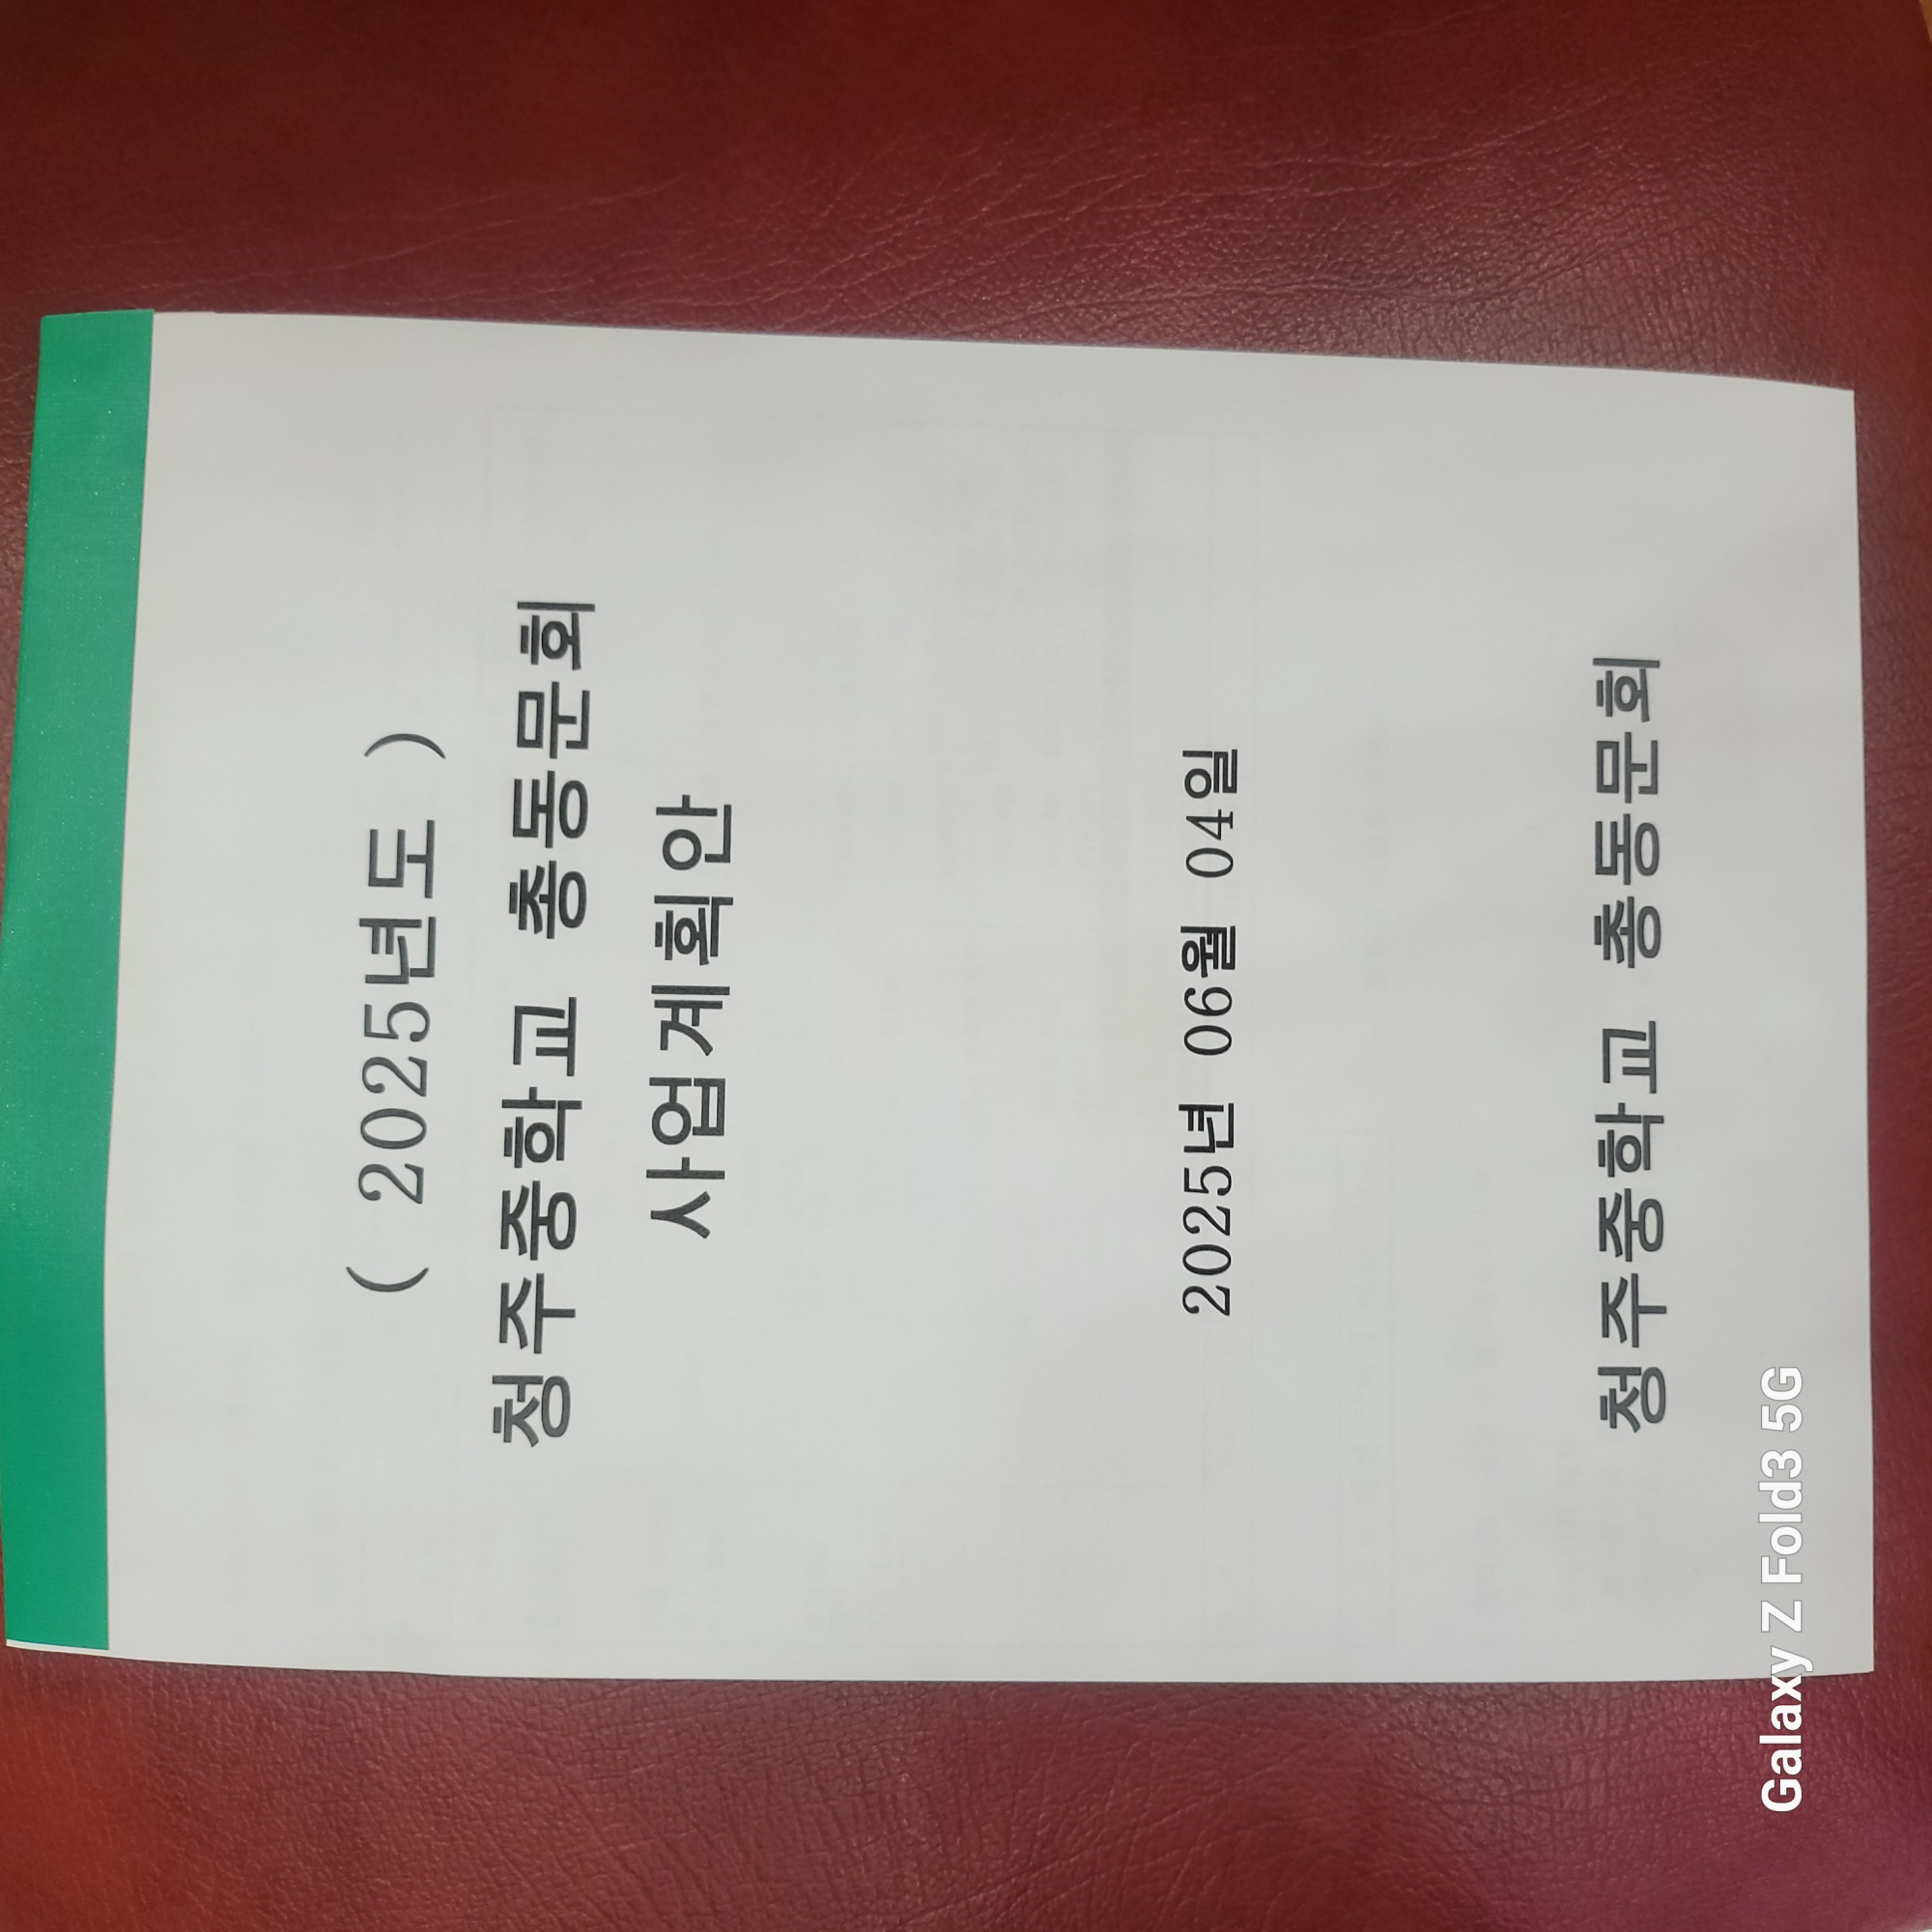 ( 2025년도 )
청주중학교 총동문회
사업계획안
2025년 06월 04일
청주중학교 총동문회
Galaxy Z Fold3 5G